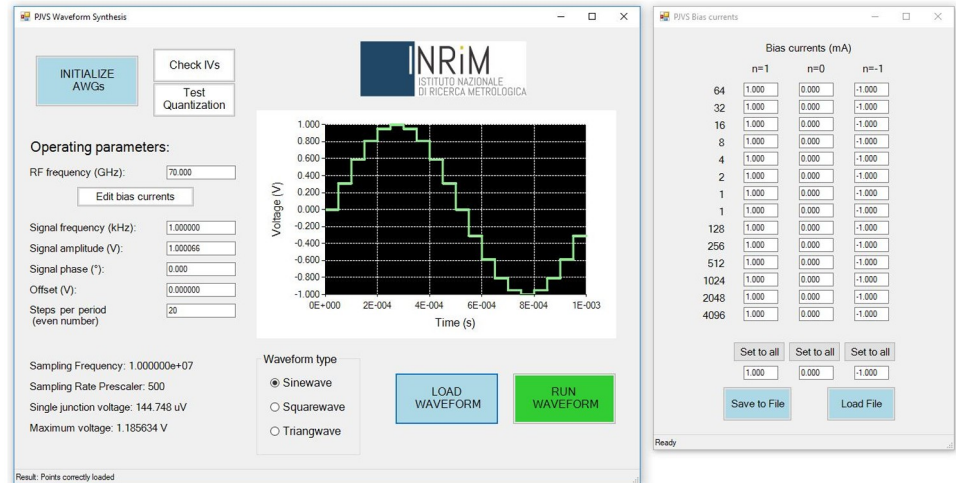 PJVS Waveform Synthesis
INITIALIZE
AWGs
Check IVs
Test
Quantization
INRiM
ISTITUTO NAZIONALE
DI RICERCA METROLOGICA
Operating parameters:
RF frequency (GHz): 70.000
Edit bias currents
Signal frequency (kHz): 1.000000
Signal amplitude (V): 1.000066
Signal phase (°): 0.000
Offset (V): 0.000000
Steps per period 20
(even number)
Sampling Frequency: 1.000000e+07
Sampling Rate Prescaler: 500
Single junction voltage: 144.748 uV
Maximum voltage: 1.185634 V
Voltage (V)
1.000
0.800
0.600
0.400
0.200
0.000
-0.200
-0.400
-0.600
-0.800
-1.000
0E+000 2E-004 4E-004 6E-004 8E-004 1E-003
Time (s)
Waveform type
Sinewave
Squarewave
Triangwave
LOAD
WAVEFORM
RUN
WAVEFORM
Result: Points correctly loaded
PJVS Bias currents
Bias currents (mA)
n=1 n=0 n=-1
64 1.000 0.000 -1.000
32 1.000 0.000 -1.000
16 1.000 0.000 -1.000
8 1.000 0.000 -1.000
4 1.000 0.000 -1.000
2 1.000 0.000 -1.000
1 1.000 0.000 -1.000
1 1.000 0.000 -1.000
128 1.000 0.000 -1.000
256 1.000 0.000 -1.000
512 1.000 0.000 -1.000
1024 1.000 0.000 -1.000
2048 1.000 0.000 -1.000
4096 1.000 0.000 -1.000
Set to all Set to all Set to all
1.000 0.000 -1.000
Save to File Load File
Ready